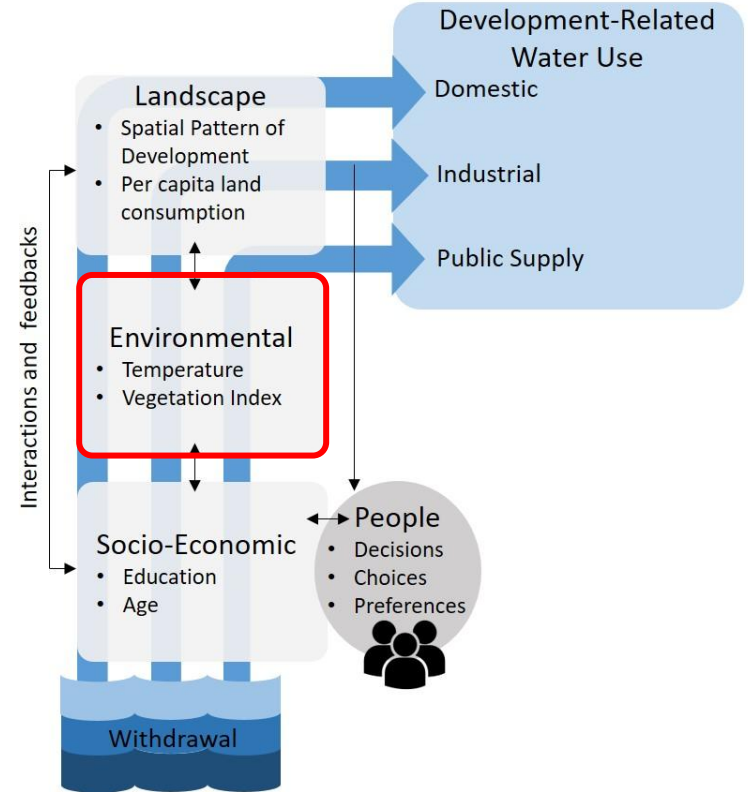 Development-Related
Water Use
Domestic
Industrial
Public Supply
Landscape
• Spatial Pattern of
Development
• Per capita land
consumption
Interactions and feedbacks
Environmental
• Temperature
• Vegetation Index
Socio-Economic
• Education
• Age
People
• Decisions
• Choices
• Preferences
Withdrawal